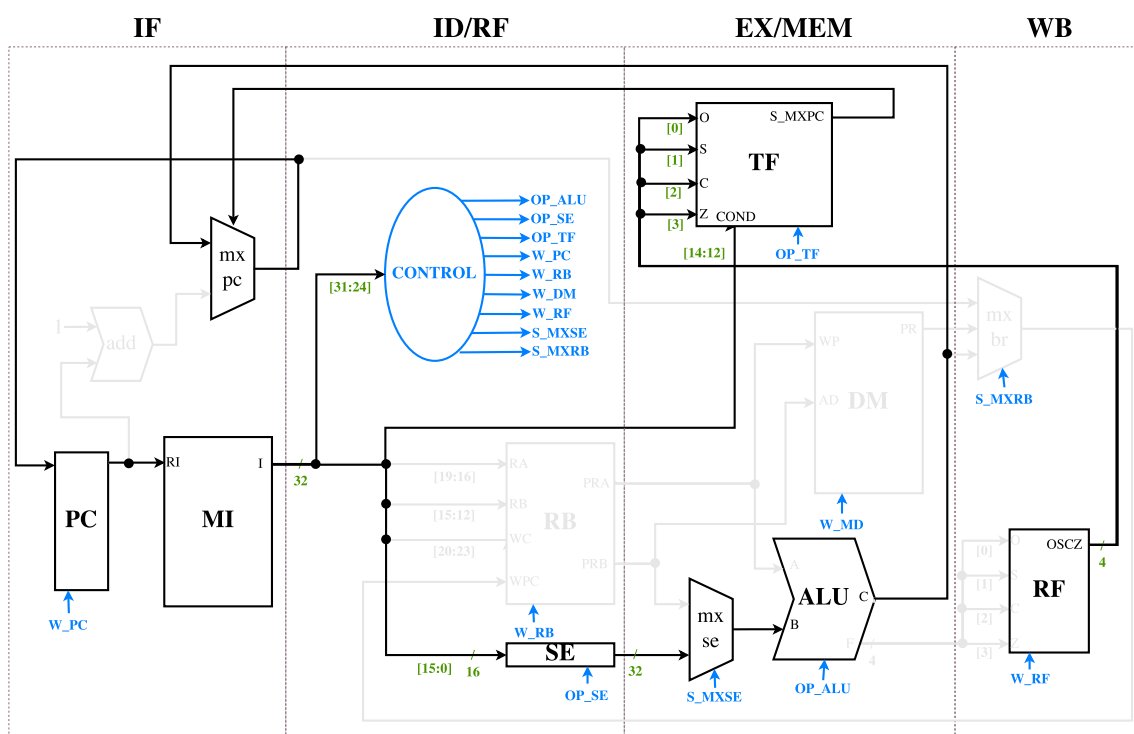 IF
ID/RF
EX/MEM
WB
O
S_MXPC
[0]
S
[1]
TF
C
[2]
Z
COND
[3]
[14:12]
OP_TF
mx
pc
CONTROL
[31:24]
OP_ALU
OP_SE
OP_TF
W_PC
W_RB
W_DM
W_RF
S_MXSE
S_MXRB
1
add
WP
PR
AD
DM
W_MD
mx
br
S_MXRB
RI
I
32
PC
MI
W_PC
[19:16]
RA
[15:12]
RB
[20:23]
WC
WPC
RB
PRA
PRB
W_RB
SE
[15:0]
16
32
OP_SE
mx
se
S_MXSE
A
B
ALU
C
F
4
OP_ALU
[0]
O
[1]
S
[2]
C
[3]
Z
OSCZ
4
RF
W_RF